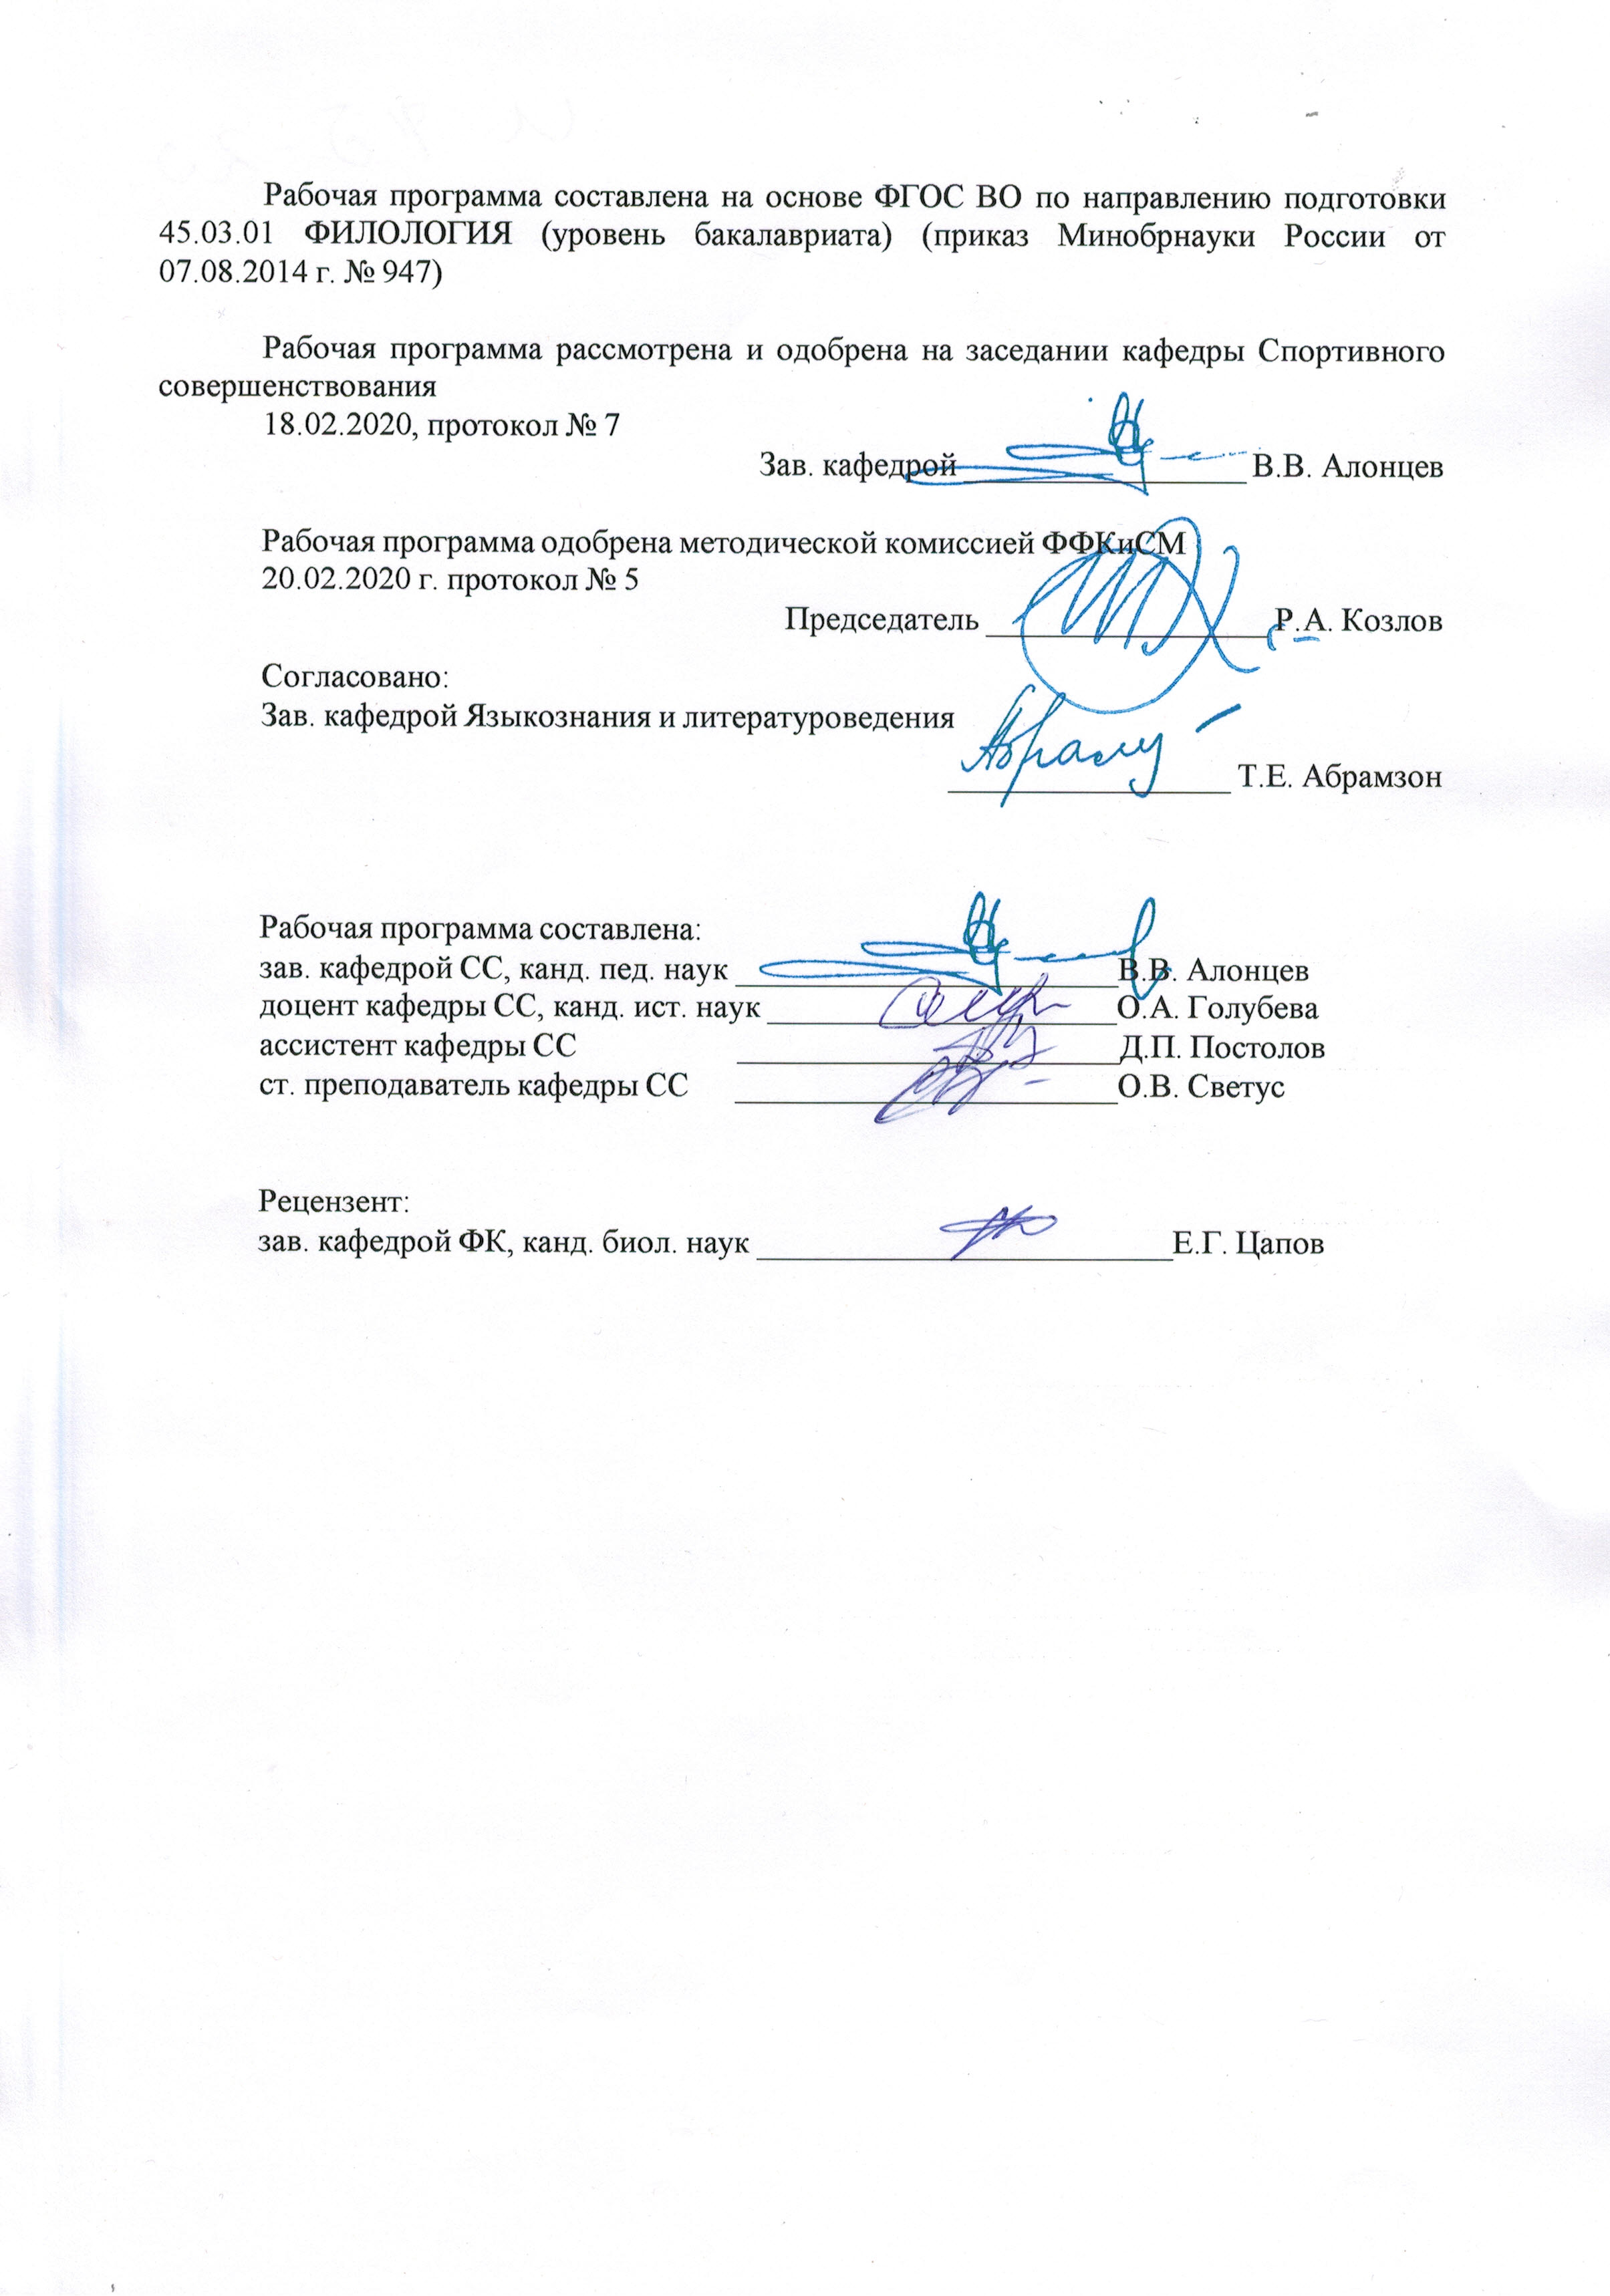 Рабочая программа составлена на основе ФГОС ВО по направлению подготовки
45.03.01 ФИЛОЛОГИЯ (уровень бакалавриата) (приказ Минобрнауки России от
07.08.2014 г. № 947)
Рабочая программа рассмотрена и одобрена на заседании кафедры Спортивного
совершенствования
18.02.2020, протокол № 7
Зав. кафедрой В.В. Алонцев
Рабочая программа одобрена методической комиссией ФФКиСМ
20.02.2020 г. протокол № 5
Председатель Р.А. Козлов
Согласовано:
Зав. кафедрой Языкознания и литературоведения
Т.Е. Абрамзон
Рабочая программа составлена:
зав. кафедрой СС, канд. пед. наук В.В. Алонцев
доцент кафедры СС, канд. ист. наук О.А. Голубева
ассистент кафедры СС Д.П. Постолов
ст. преподаватель кафедры СС О.В. Светус
Рецензент:
зав. кафедрой ФК, канд. биол. наук Е.Г. Цапов